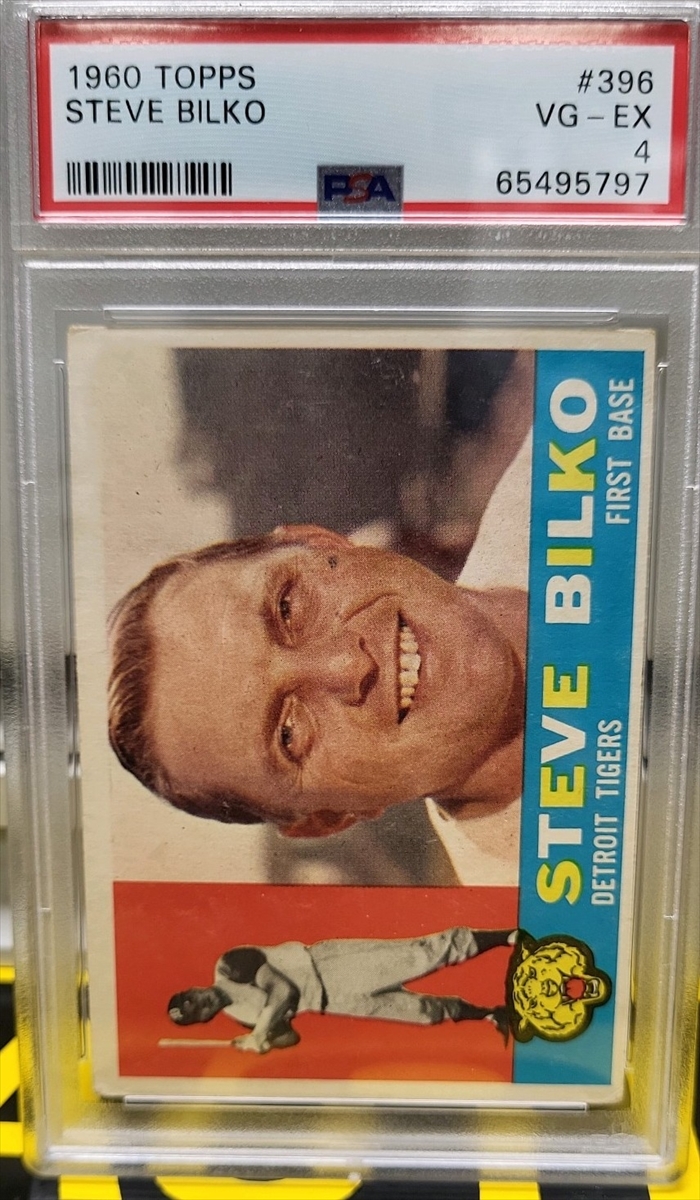 1960 TOPPS
STEVE BILKO
#396
VG – EX
4
PSA
65495797
STEVE BILKO
DETROIT TIGERS
FIRST BASE